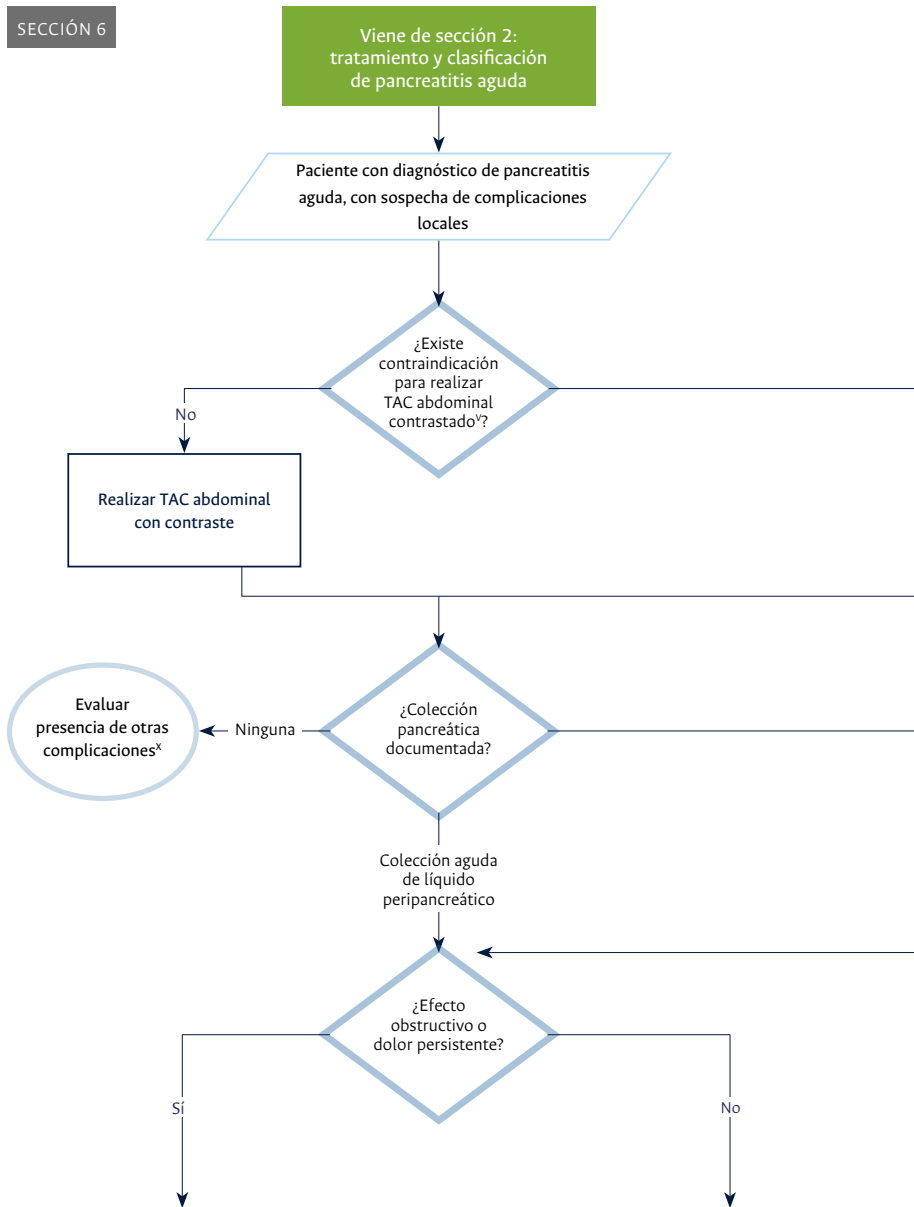 SECCIÓN 6
Viene de sección 2:
tratamiento y clasificación
de pancreatitis aguda
Paciente con diagnóstico de pancreatitis
aguda, con sospecha de complicaciones
locales
¿Existe
contraindicación
para realizar
TAC abdominal
contrastadoᵛ?
No
Realizar TAC abdominal
con contraste
¿Colección
pancreática
documentada?
Ninguna
Evaluar
presencia de otras
complicacionesˣ
Colección aguda
de líquido
peripancreático
¿Efecto
obstructivo o
dolor persistente?
Sí
No